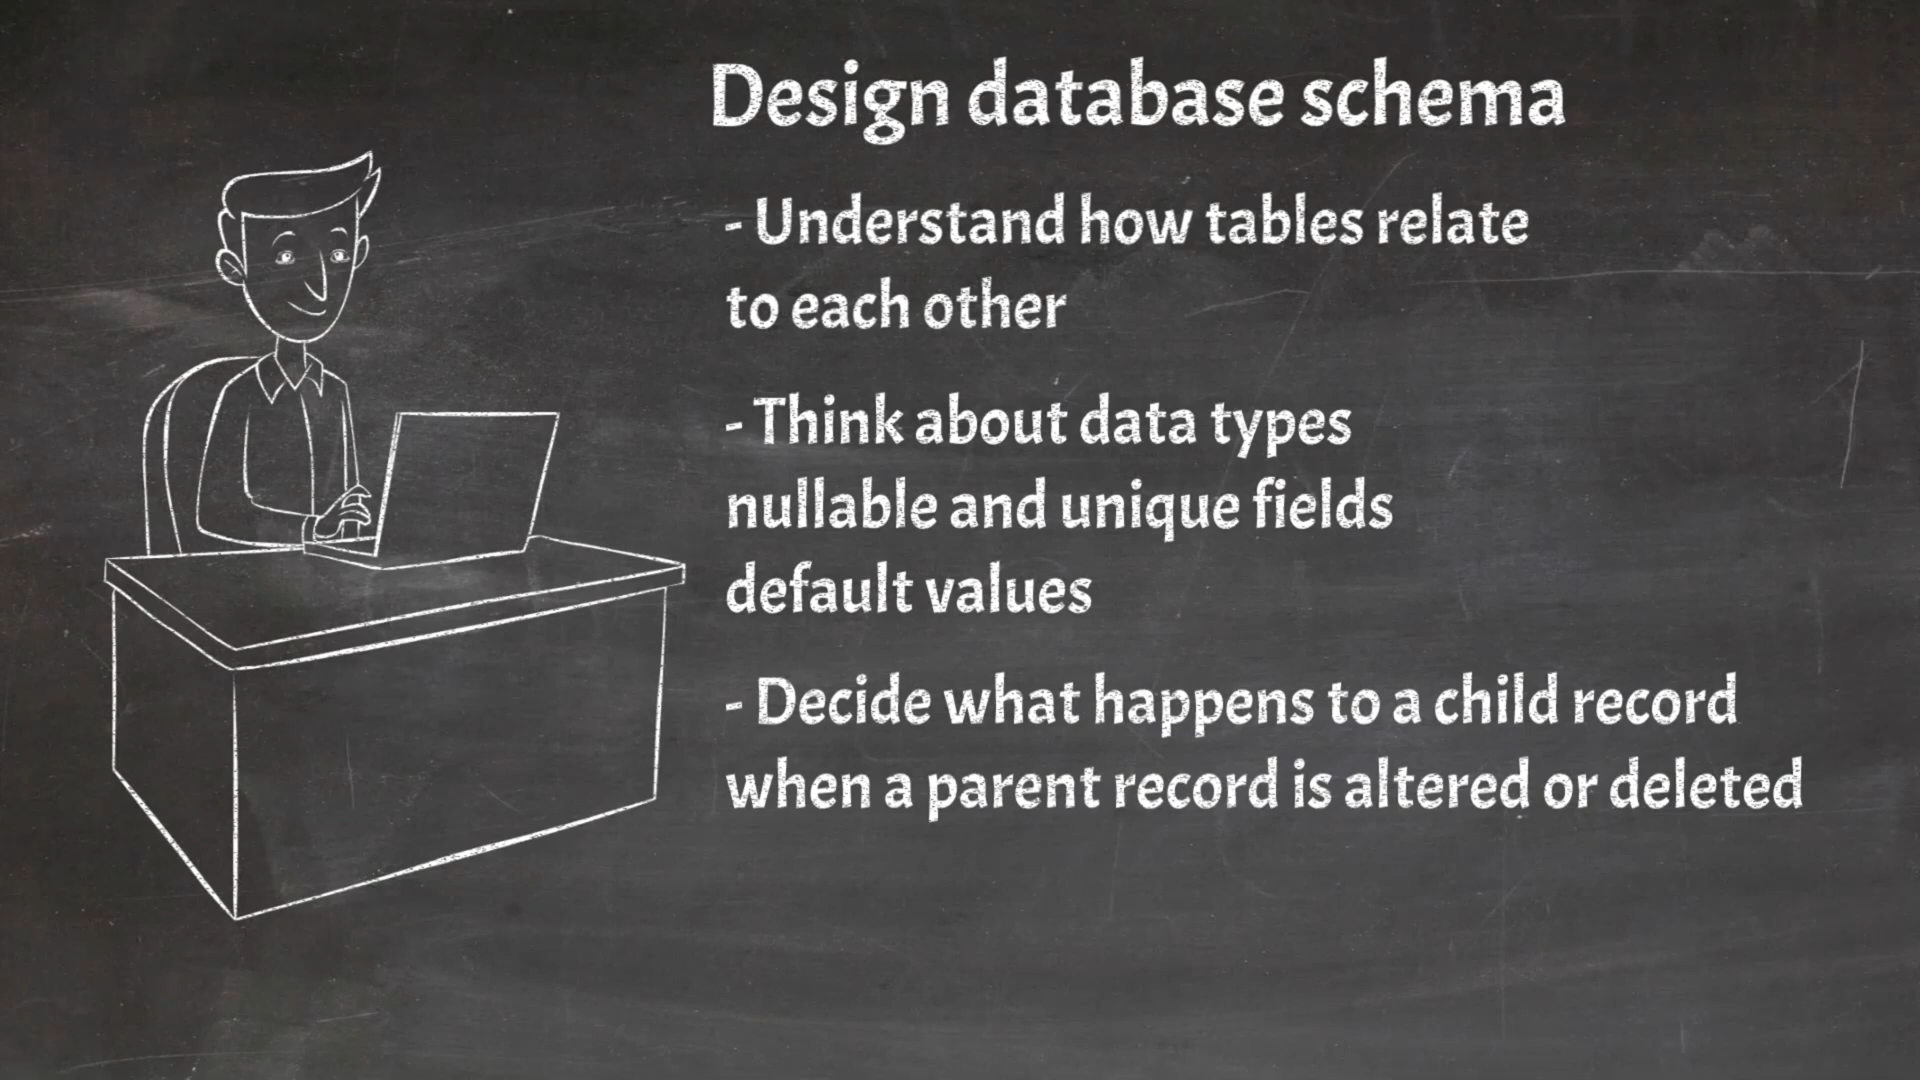 Design database schema
- Understand how tables relate
to each other
- Think about data types
nullable and unique fields
default values
- Decide what happens to a child record
when a parent record is altered or deleted